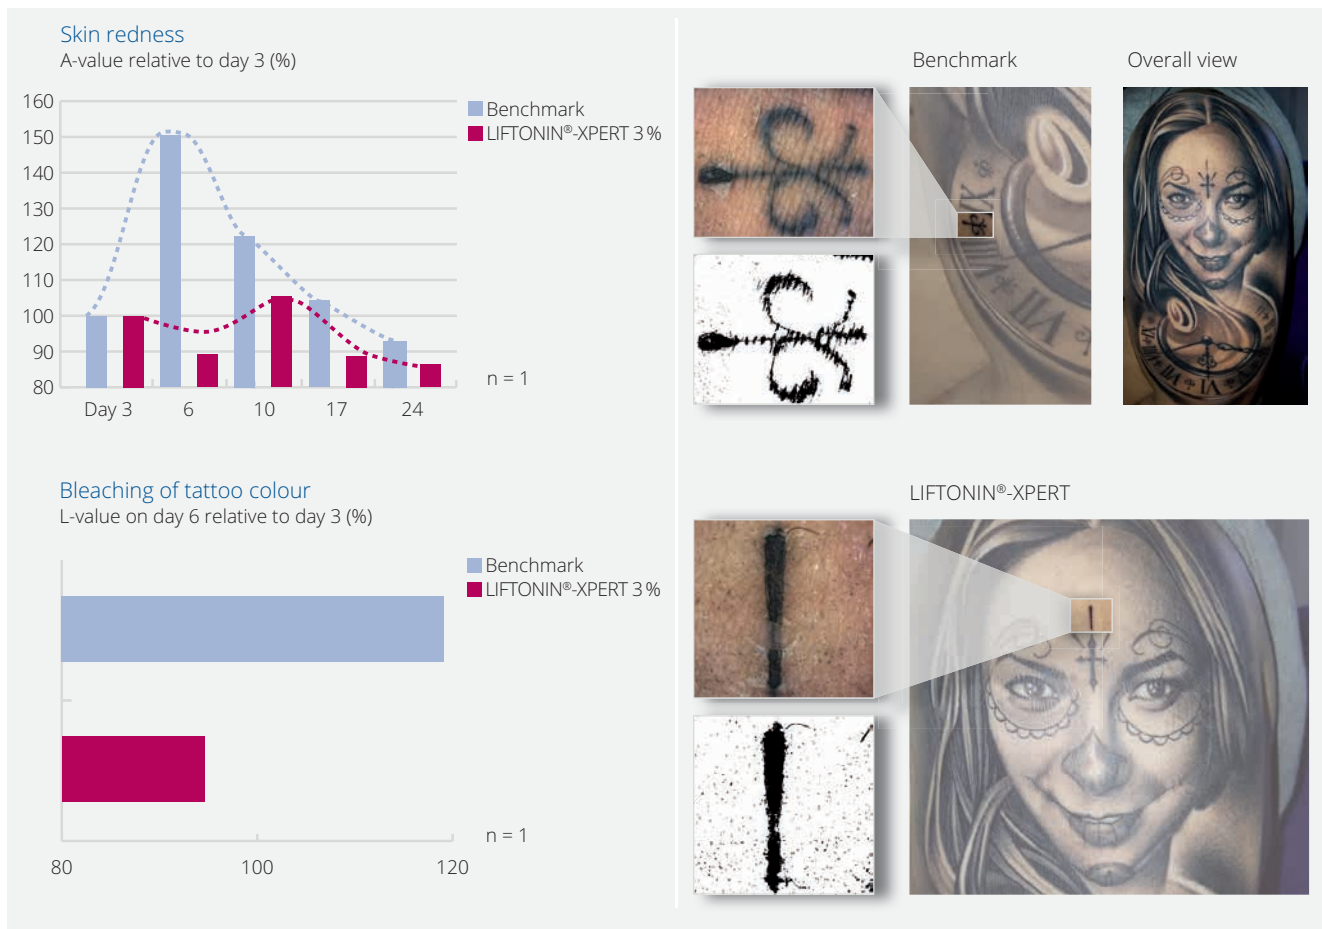 Skin redness
A-value relative to day 3 (%)
160
150
140
130
120
110
100
90
80
Day 3
6
10
17
24
Benchmark
LIFTONIN®-XPERT 3 %
n = 1
Bleaching of tattoo colour
L-value on day 6 relative to day 3 (%)
Benchmark
LIFTONIN®-XPERT 3 %
n = 1
80
100
120
Benchmark
Overall view
LIFTONIN®-XPERT